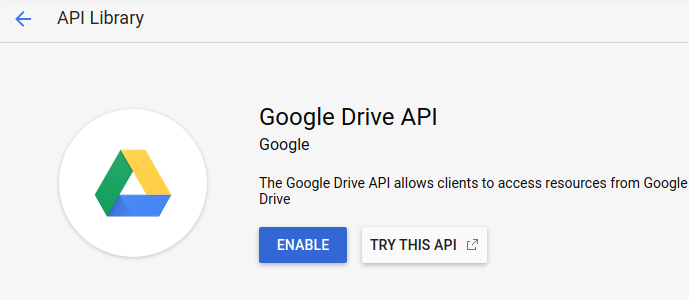 API Library
Google Drive API
Google
The Google Drive API allows clients to access resources from Google
Drive
ENABLE
TRY THIS API